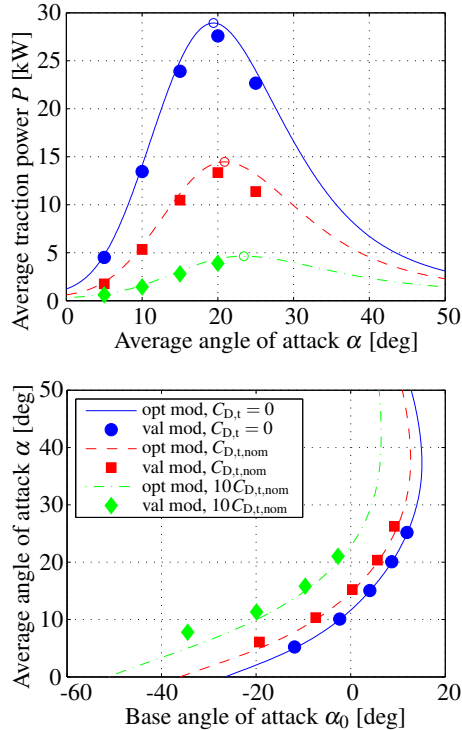 30
25
20
15
10
5
0
0 10 20 30 40 50
Average traction power P [kW]
Average angle of attack α [deg]
50
40
30
20
10
0
−60 −40 −20 0 20
Average angle of attack α [deg]
opt mod, C_D,t = 0
val mod, C_D,t = 0
opt mod, C_D,t,nom
val mod, C_D,t,nom
opt mod, 10C_D,t,nom
val mod, 10C_D,t,nom
Base angle of attack α₀ [deg]